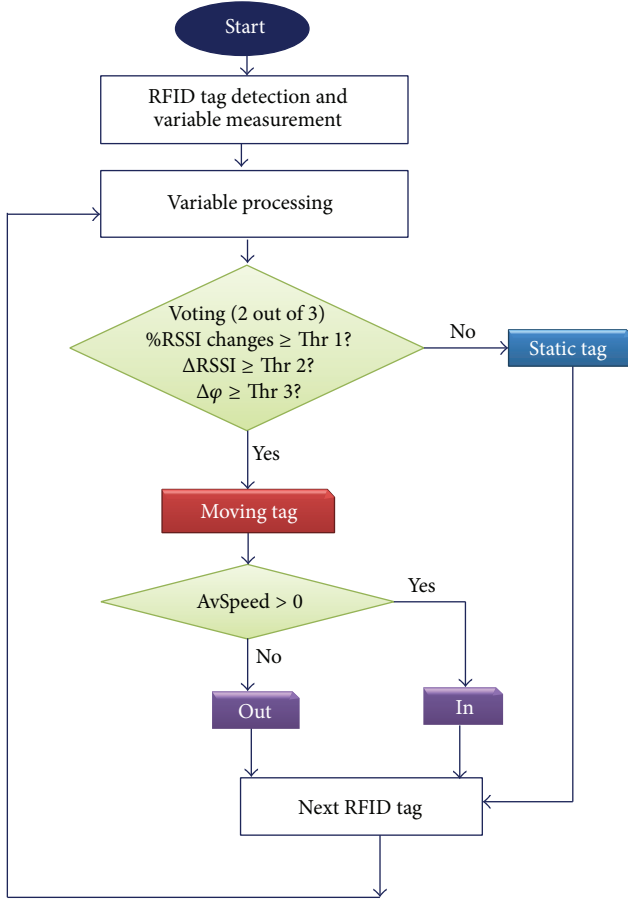 Start
RFID tag detection and
variable measurement
Variable processing
Voting (2 out of 3)
%RSSI changes ≥ Thr 1?
ΔRSSI ≥ Thr 2?
Δφ ≥ Thr 3?
No
Static tag
Yes
Moving tag
AvSpeed > 0
Yes
No
Out
In
Next RFID tag